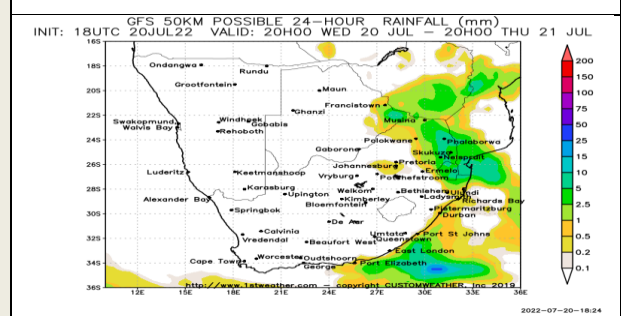 GFS 50KM POSSIBLE 24-HOUR RAINFALL (mm)
INIT: 18UTC 20JUL22 VALID: 20H00 WED 20 JUL - 20H00 THU 21 JUL
16S
18S
20S
22S
24S
26S
28S
30S
32S
34S
36S
Ondangwa
Rundu
Grootfontein
Maun
Ghanzi
Francistown
Musina
Swakopmund
Walvis Bay
Windhoek
Gobabis
Rehoboth
Polokwane
Phalaborwa
Gaborone
Skukuza
Nelspruit
Johannesburg
Pretoria
Luderitz
Keetmanshoop
Vryburg
Potchefstroom
Ermelo
Karasburg
Upington
Welkom
Bethlehem
Ulundi
Alexander Bay
Kimberley
Ladysmith
Richards Bay
Springbok
Bloemfontein
Pietermaritzburg
De Aar
Durban
Calvinia
Umtata
Port St Johns
Vredendal
Beaufort West
Queenstown
East London
Cape Town
Worcester
Oudtshoorn
George
Port Elizabeth
http://www.1stweather.com - copyright CUSTOMWEATHER, Inc 2019
12E 15E 18E 21E 24E 27E 30E 33E 36E
200
150
100
75
50
25
15
10
5
2.5
1
0.5
0.2
0.1
2022-07-20-18:24